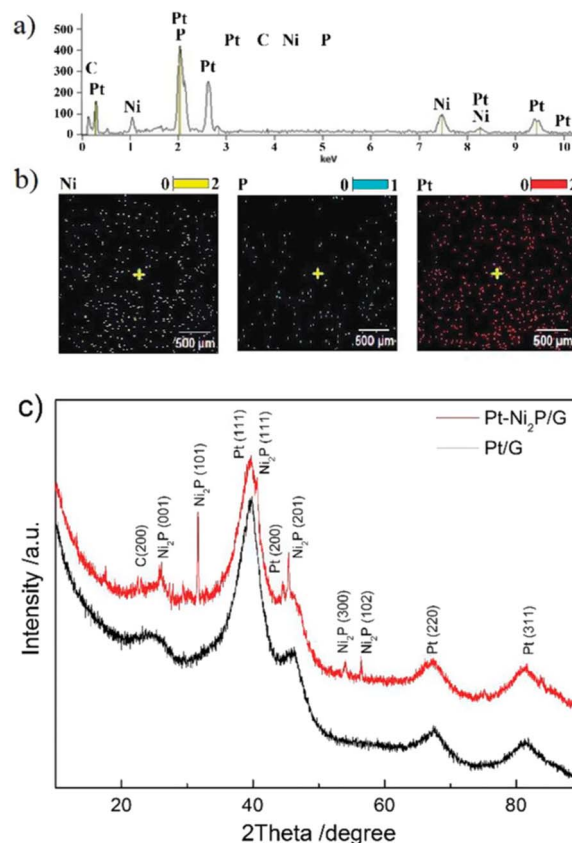 a)
Pt
P Pt C Ni P
C
Pt
Ni
Pt
Ni
Pt
Ni
Pt
Pt
500
400
300
200
100
0
0 1 2 3 4 5 6 7 8 9 10
keV
b) Ni 0 2 P 0 1 Pt 0 2
500 µm 500 µm 500 µm
c)
Pt-Ni₂P/G
Pt/G
C(200)
Ni₂P (001)
Ni₂P (101)
Pt (111)
Ni₂P (111)
Pt (200)
Ni₂P (201)
Ni₂P (300)
Ni₂P (102)
Pt (220)
Pt (311)
Intensity /a.u.
20 40 60 80
2Theta /degree